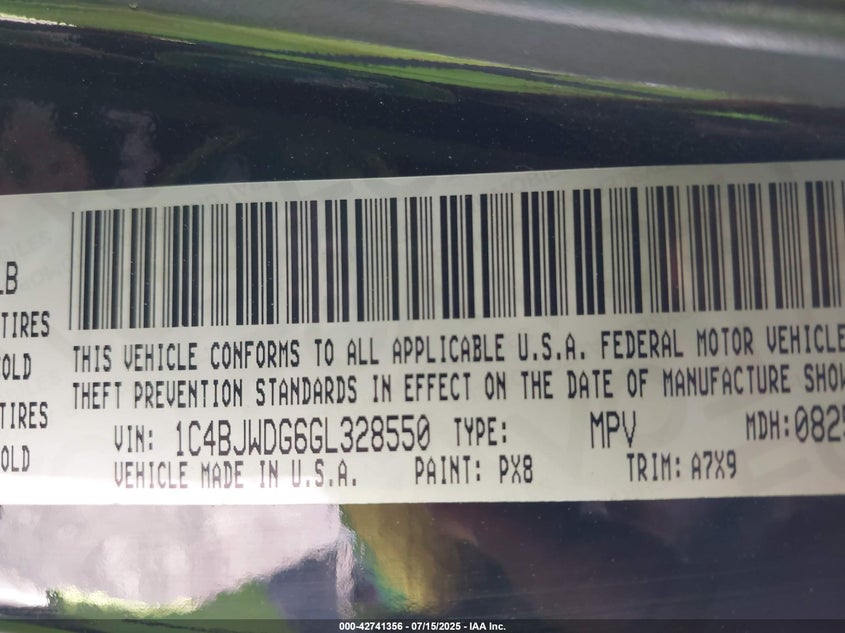 LB
TIRES
OLD
TIRES
OLD
THIS VEHICLE CONFORMS TO ALL APPLICABLE U.S.A. FEDERAL MOTOR VEHICLE
THEFT PREVENTION STANDARDS IN EFFECT ON THE DATE OF MANUFACTURE SHOW
VIN: 1C4BJWDG6GL328550 TYPE: MPV MDH:0825
VEHICLE MADE IN U.S.A. PAINT: PX8 TRIM: A7X9
000-42741356 - 07/15/2025 - IAA Inc.